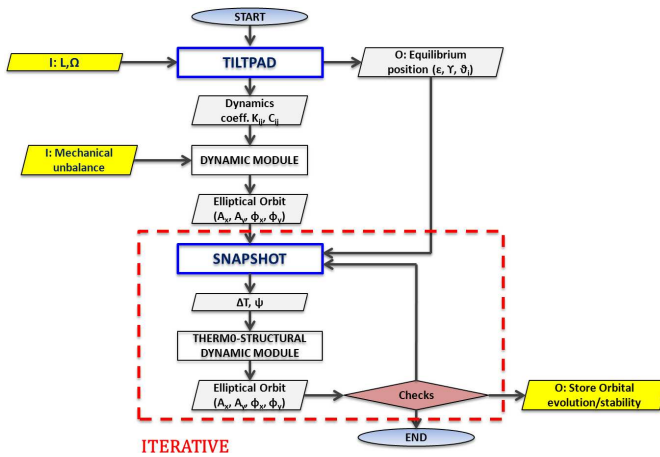 START
I: L,Ω
TILTPAD
O: Equilibrium
position (ε, ϒ, ϑi)
Dynamics
coeff. Kij, Cij
I: Mechanical
unbalance
DYNAMIC MODULE
Elliptical Orbit
(Ax, Ay, ϕx, ϕy)
SNAPSHOT
ΔT, ψ
THERM0-STRUCTURAL
DYNAMIC MODULE
Elliptical Orbit
(Ax, Ay, ϕx, ϕy)
Checks
O: Store Orbital
evolution/stability
END
ITERATIVE